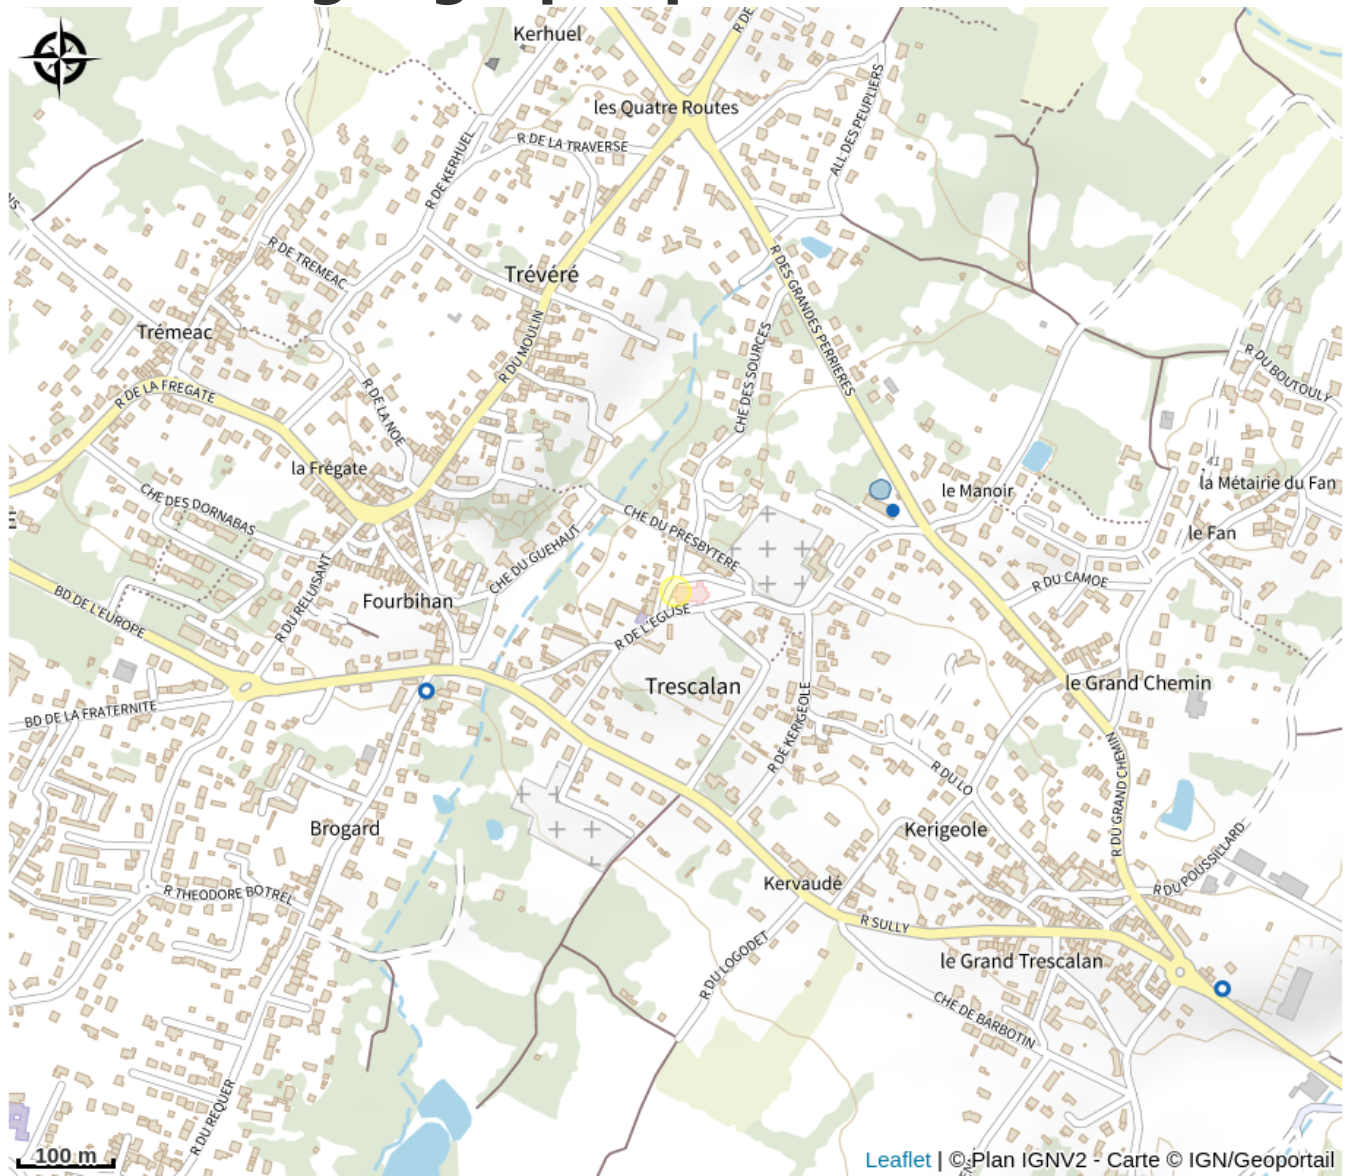 Kerhuel
R DE
les Quatre Routes
R DE LA TRAVERSE
ALL DES PEUPLIERS
R DE KERHUEL
NS
R DE TREMEAC
Trévéré
R DES GRANDES PERRIERES
Trémeac
R DU MOULIN
CHE DES SOURCES
R DU BOUTOULY
R DE LA FREGATE
R DE LA NOE
la Frégate
41
la Métairie du Fan
le Manoir
CHE DES DORNABAS
CHE DU PRESBYTERE
le Fan
CHE DU GUEHAUT
R DU RELUISANT
R DU CAMOE
BD DE L'EUROPE
Fourbihan
R DE L'EGLISE
Trescalan
le Grand Chemin
BD DE LA FRATERNITE
R DE KERIGEOLE
R DU LO
R DU GRAND CHEMIN
Brogard
Kerigeole
R DU POUSSILLARD
R THEODORE BOTREL
Kervaudé
R SULLY
R DU LOGODET
le Grand Trescalan
CHE DE BARBOTIN
R DU REQUER
100 m
Leaflet | © Plan IGNV2 - Carte © IGN/Geoportail